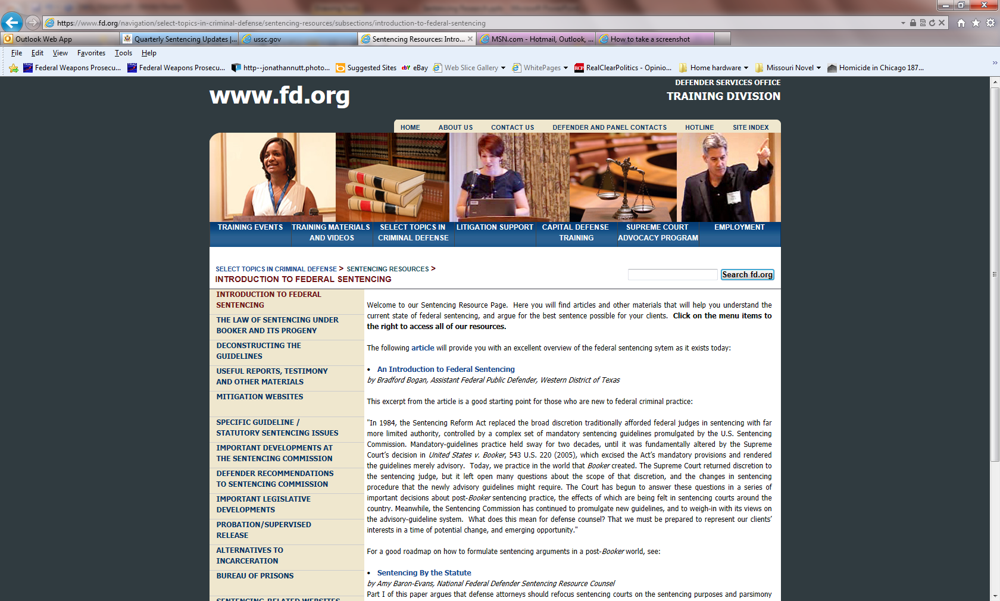 https://www.fd.org/navigation/select-topics-in-criminal-defense/sentencing-resources/subsections/introduction-to-federal-sentencing
Outlook Web App
Quarterly Sentencing Updates |...
ussc.gov
Sentencing Resources: Intro...
MSN.com - Hotmail, Outlook, ...
How to take a screenshot
File Edit View Favorites Tools Help
Federal Weapons Prosecu...
Federal Weapons Prosecu...
http--jonathannutt.photo...
Suggested Sites
eBay
Web Slice Gallery
WhitePages
RealClearPolitics - Opinio...
Home hardware
Missouri Novel
Homicide in Chicago 187...
www.fd.org
DEFENDER SERVICES OFFICE
TRAINING DIVISION
HOME ABOUT US CONTACT US DEFENDER AND PANEL CONTACTS HOTLINE SITE INDEX
TRAINING EVENTS
TRAINING MATERIALS
AND VIDEOS
SELECT TOPICS IN
CRIMINAL DEFENSE
LITIGATION SUPPORT
CAPITAL DEFENSE
TRAINING
SUPREME COURT
ADVOCACY PROGRAM
EMPLOYMENT
SELECT TOPICS IN CRIMINAL DEFENSE > SENTENCING RESOURCES >
INTRODUCTION TO FEDERAL SENTENCING
Search fd.org
INTRODUCTION TO FEDERAL
SENTENCING
THE LAW OF SENTENCING UNDER
BOOKER AND ITS PROGENY
DECONSTRUCTING THE
GUIDELINES
USEFUL REPORTS, TESTIMONY
AND OTHER MATERIALS
MITIGATION WEBSITES
SPECIFIC GUIDELINE /
STATUTORY SENTENCING ISSUES
IMPORTANT DEVELOPMENTS AT
THE SENTENCING COMMISSION
DEFENDER RECOMMENDATIONS
TO SENTENCING COMMISSION
IMPORTANT LEGISLATIVE
DEVELOPMENTS
PROBATION/SUPERVISED
RELEASE
ALTERNATIVES TO
INCARCERATION
BUREAU OF PRISONS
SENTENCING-RELATED WEBSITES
Welcome to our Sentencing Resource Page.  Here you will find articles and other materials that will help you understand the
current state of federal sentencing, and argue for the best sentence possible for your clients.  Click on the menu items to
the right to access all of our resources.
The following article will provide you with an excellent overview of the federal sentencing sytem as it exists today:
• An Introduction to Federal Sentencing
by Bradford Bogan, Assistant Federal Public Defender, Western District of Texas
This excerpt from the article is a good starting point for those who are new to federal criminal practice:
"In 1984, the Sentencing Reform Act replaced the broad discretion traditionally afforded federal judges in sentencing with far
more limited authority, controlled by a complex set of mandatory sentencing guidelines promulgated by the U.S. Sentencing
Commission. Mandatory-guidelines practice held sway for two decades, until it was fundamentally altered by the Supreme
Court's decision in United States v. Booker, 543 U.S. 220 (2005), which excised the Act's mandatory provisions and rendered
the guidelines merely advisory.  Today, we practice in the world that Booker created. The Supreme Court returned discretion to
the sentencing judge, but it left open many questions about the scope of that discretion, and the changes in sentencing
procedure that the newly advisory guidelines might require. The Court has begun to answer these questions in a series of
important decisions about post-Booker sentencing practice, the effects of which are being felt in sentencing courts around the
country. Meanwhile, the Sentencing Commission has continued to promulgate new guidelines, and to weigh-in with its views on
the advisory-guideline system.  What does this mean for defense counsel? That we must be prepared to represent our clients'
interests in a time of potential change, and emerging opportunity."
For a good roadmap on how to formulate sentencing arguments in a post-Booker world, see:
• Sentencing By the Statute
by Amy Baron-Evans, National Federal Defender Sentencing Resource Counsel
Part I of this paper argues that defense attorneys should refocus sentencing courts on the sentencing purposes and parsimony